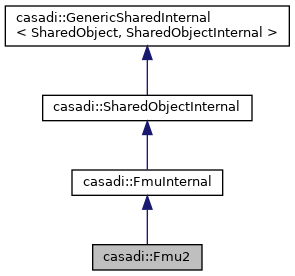 casadi::GenericSharedInternal
< SharedObject, SharedObjectInternal >
casadi::SharedObjectInternal
casadi::FmuInternal
casadi::Fmu2